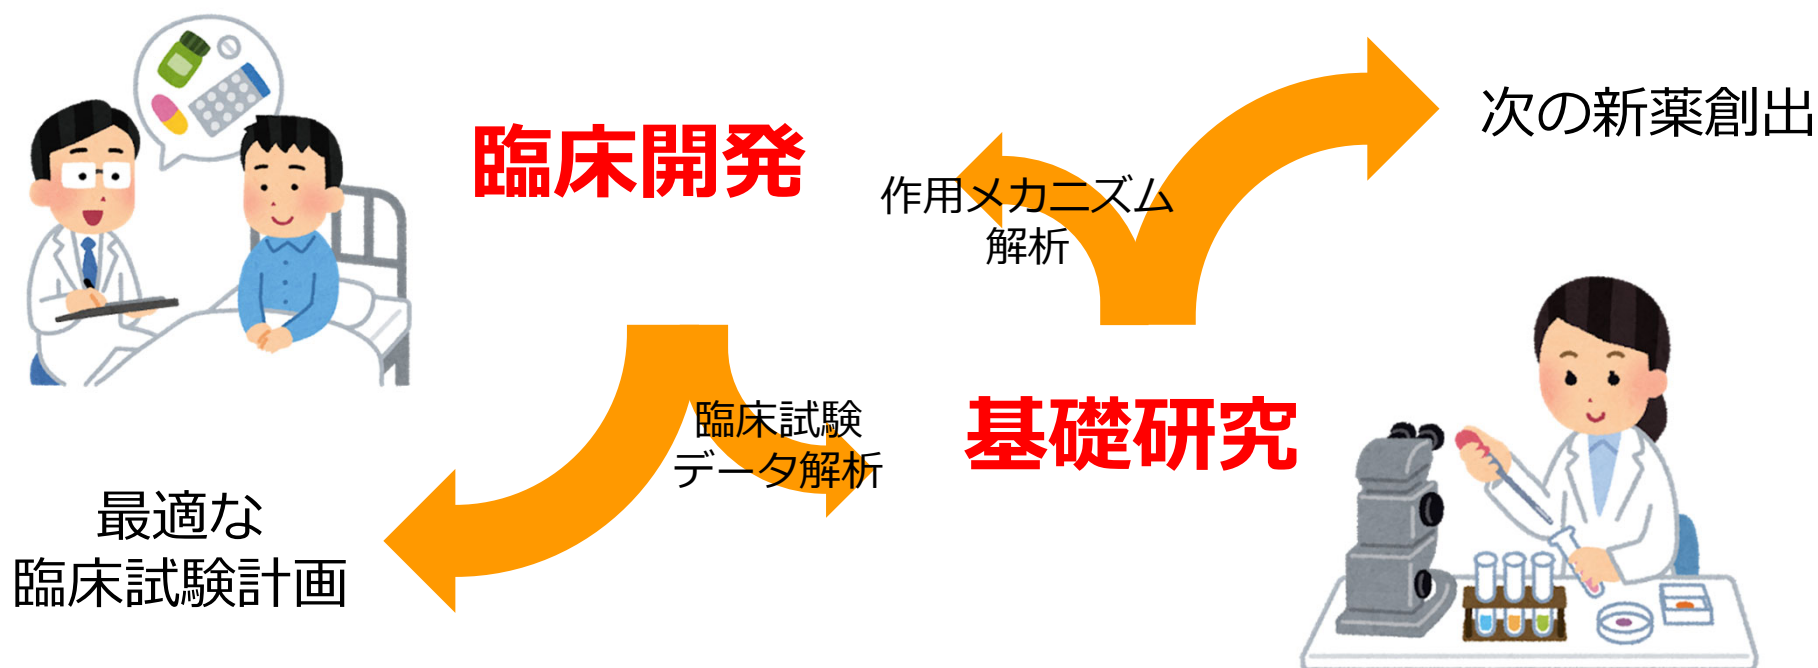 臨床開発
作用メカニズム
解析
次の新薬創出
臨床試験
データ解析
基礎研究
最適な
臨床試験計画